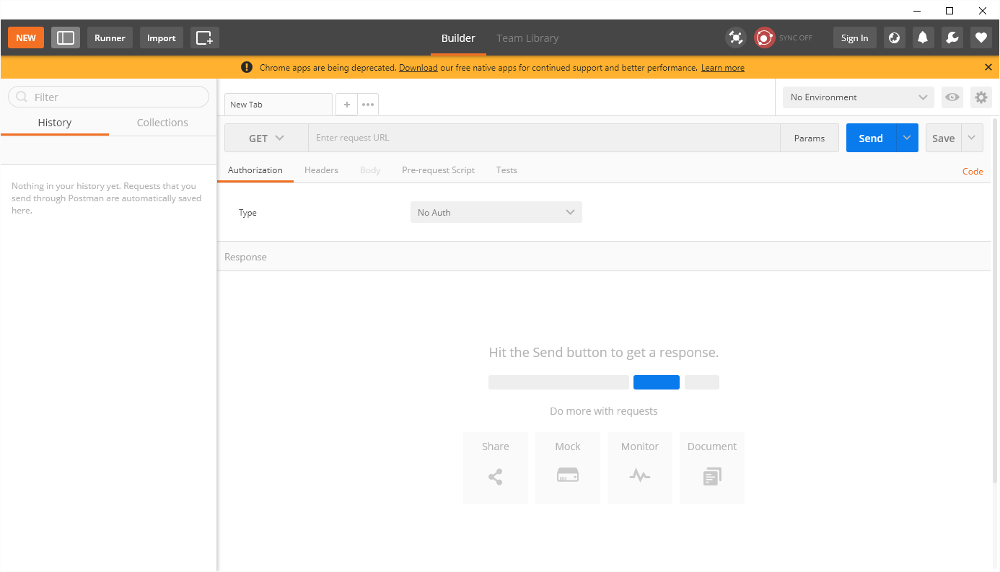 NEW Runner Import Builder Team Library SYNC OFF Sign In
Chrome apps are being deprecated. Download our free native apps for continued support and better performance. Learn more
Filter
History Collections
Nothing in your history yet. Requests that you
send through Postman are automatically saved
here.
New Tab + ••• No Environment
GET Enter request URL Params Send Save
Authorization Headers Body Pre-request Script Tests Code
Type No Auth
Response
Hit the Send button to get a response.
Do more with requests
Share Mock Monitor Document